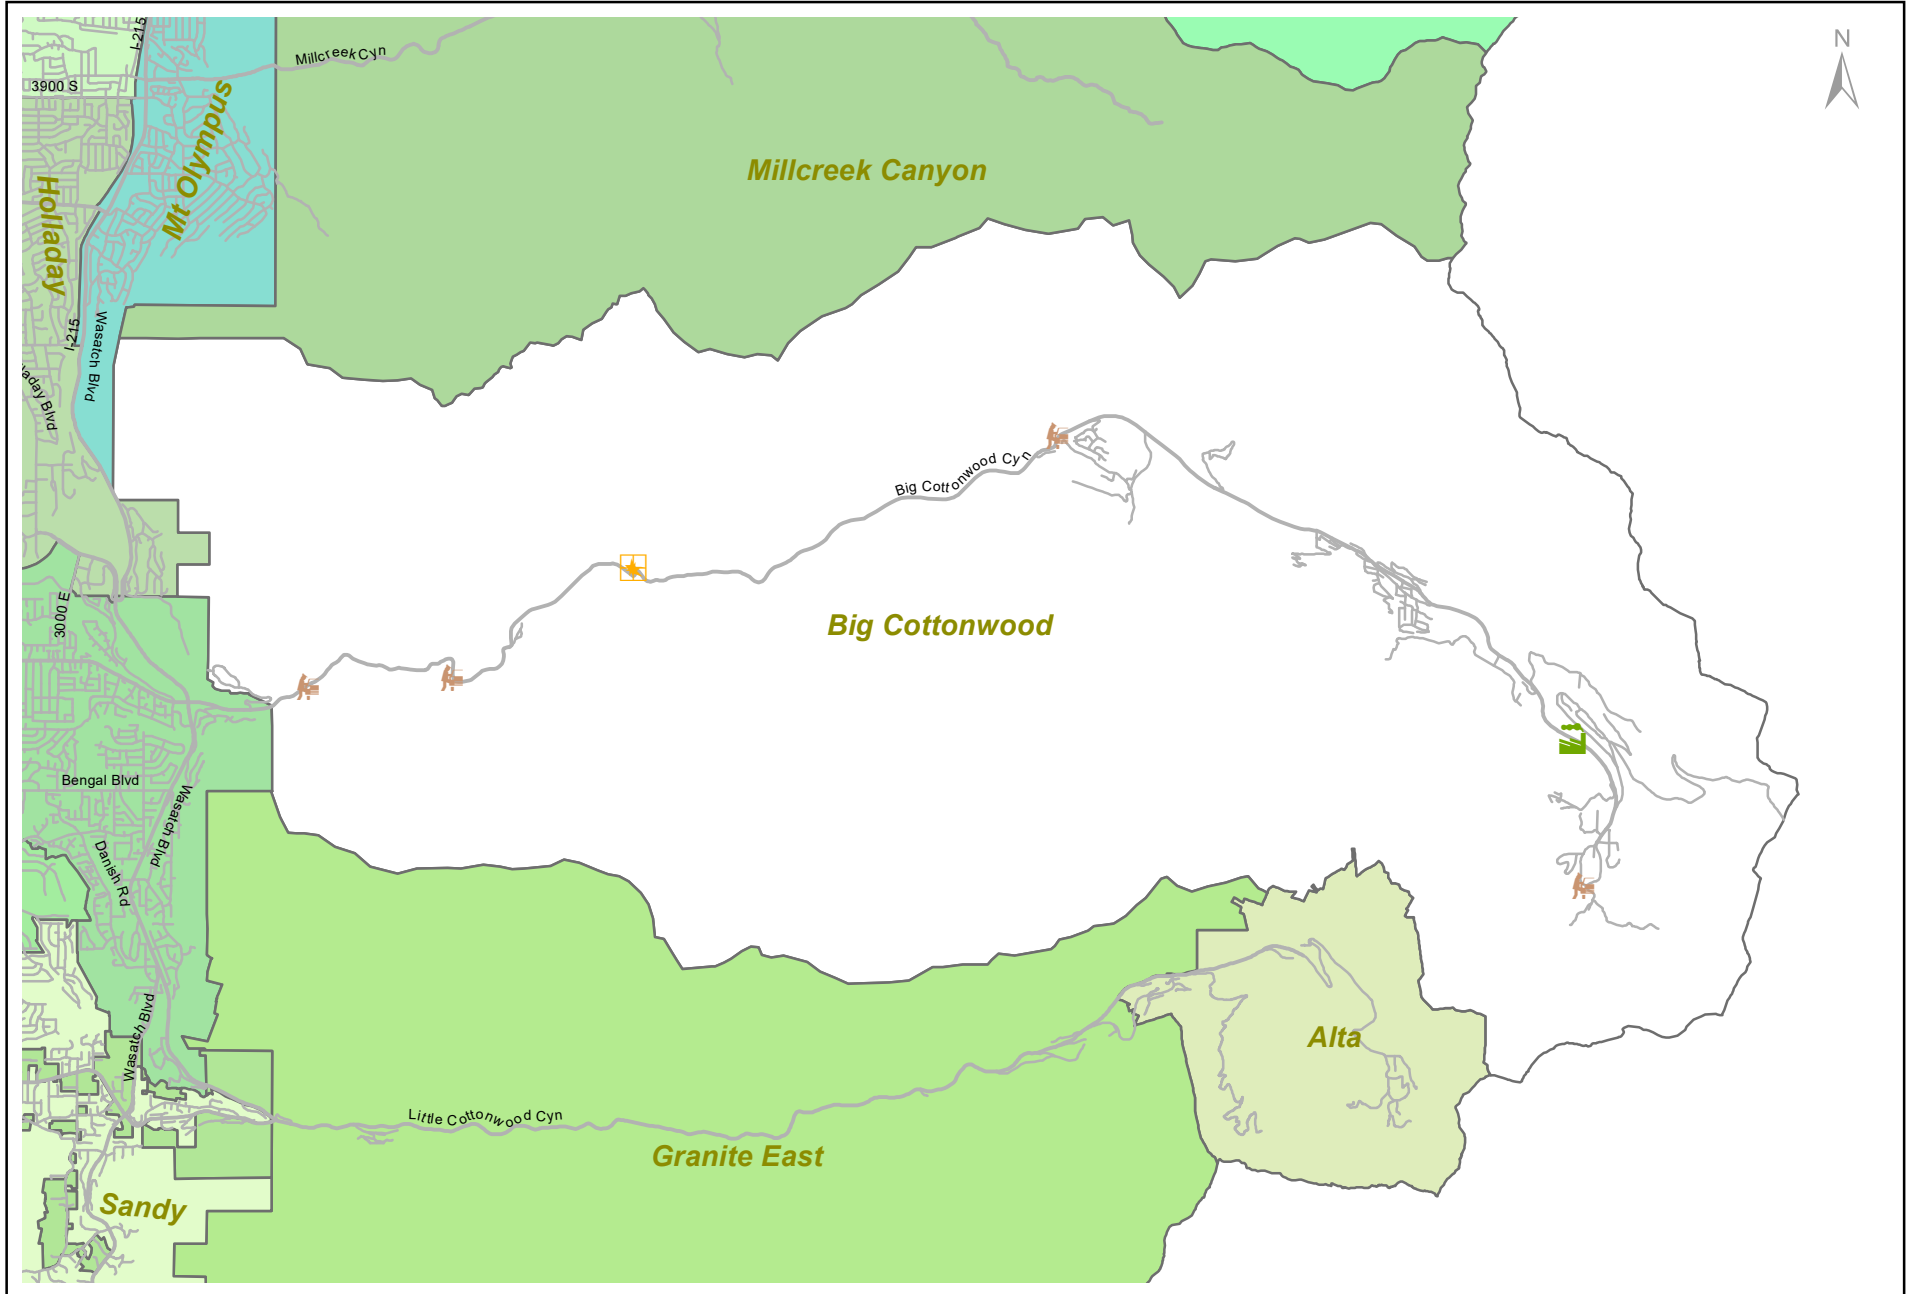 I-215
Millcreek Cyn
N
3900 S
Mt Olympus
Millcreek Canyon
Holladay
I-215
Wasatch Blvd
laday Blvd
Big Cottonwood Cyn
3000 E
Big Cottonwood
Bengal Blvd
Wasatch Blvd
Danish Rd
Wasatch Blvd
Alta
Little Cottonwood Cyn
Granite East
Sandy